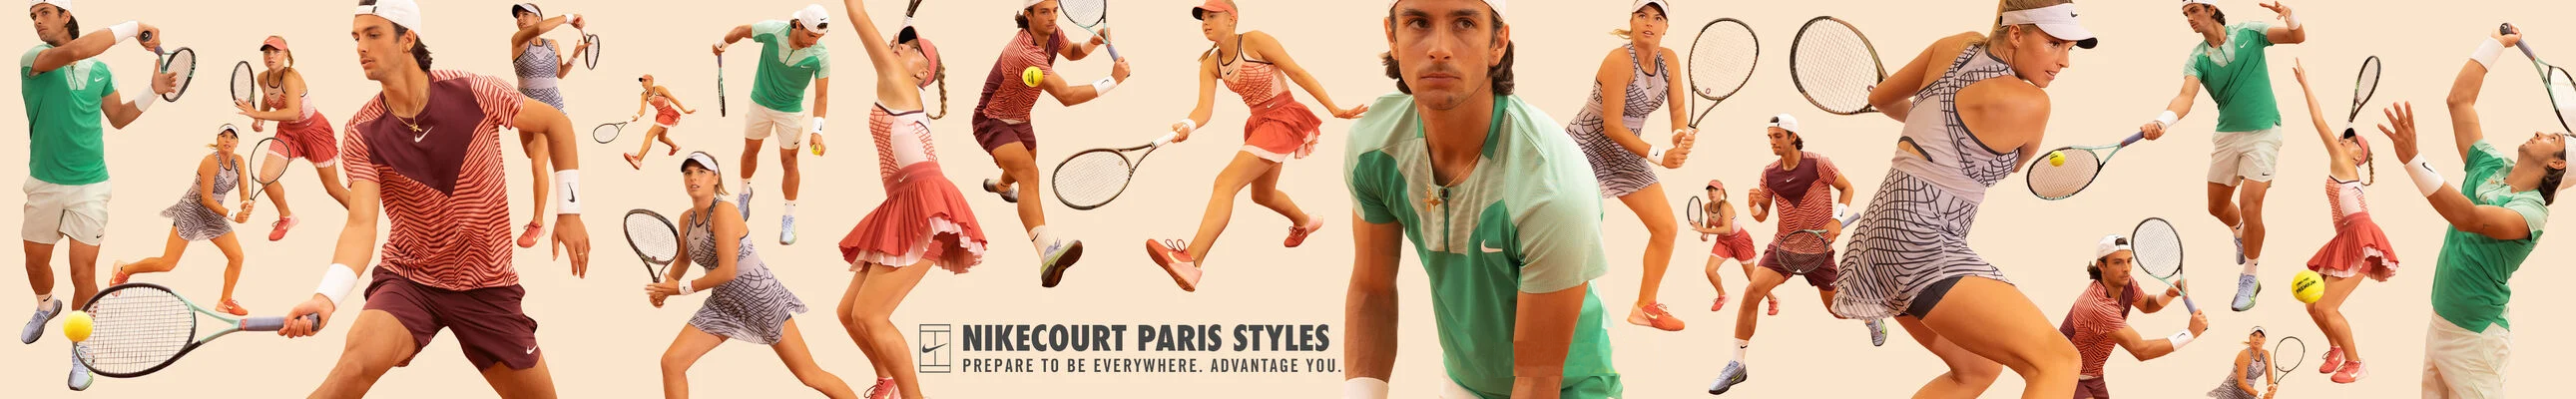 NIKECOURT PARIS STYLES
PREPARE TO BE EVERYWHERE. ADVANTAGE YOU.